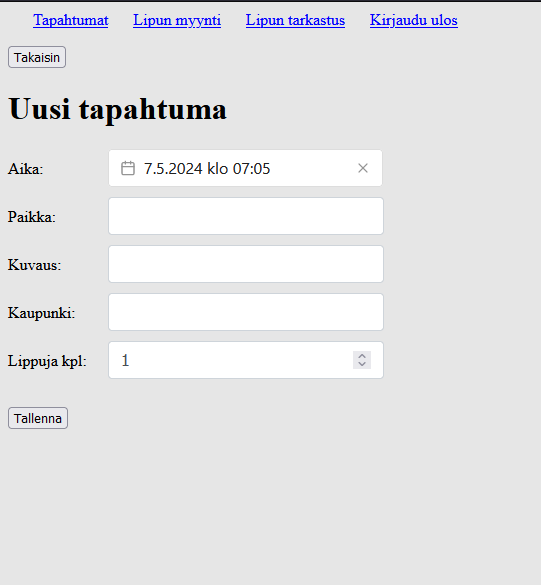 Tapahtumat Lipun myynti Lipun tarkastus Kirjaudu ulos
Takaisin
Uusi tapahtuma
Aika: 7.5.2024 klo 07:05
Paikka:
Kuvaus:
Kaupunki:
Lippuja kpl: 1
Tallenna